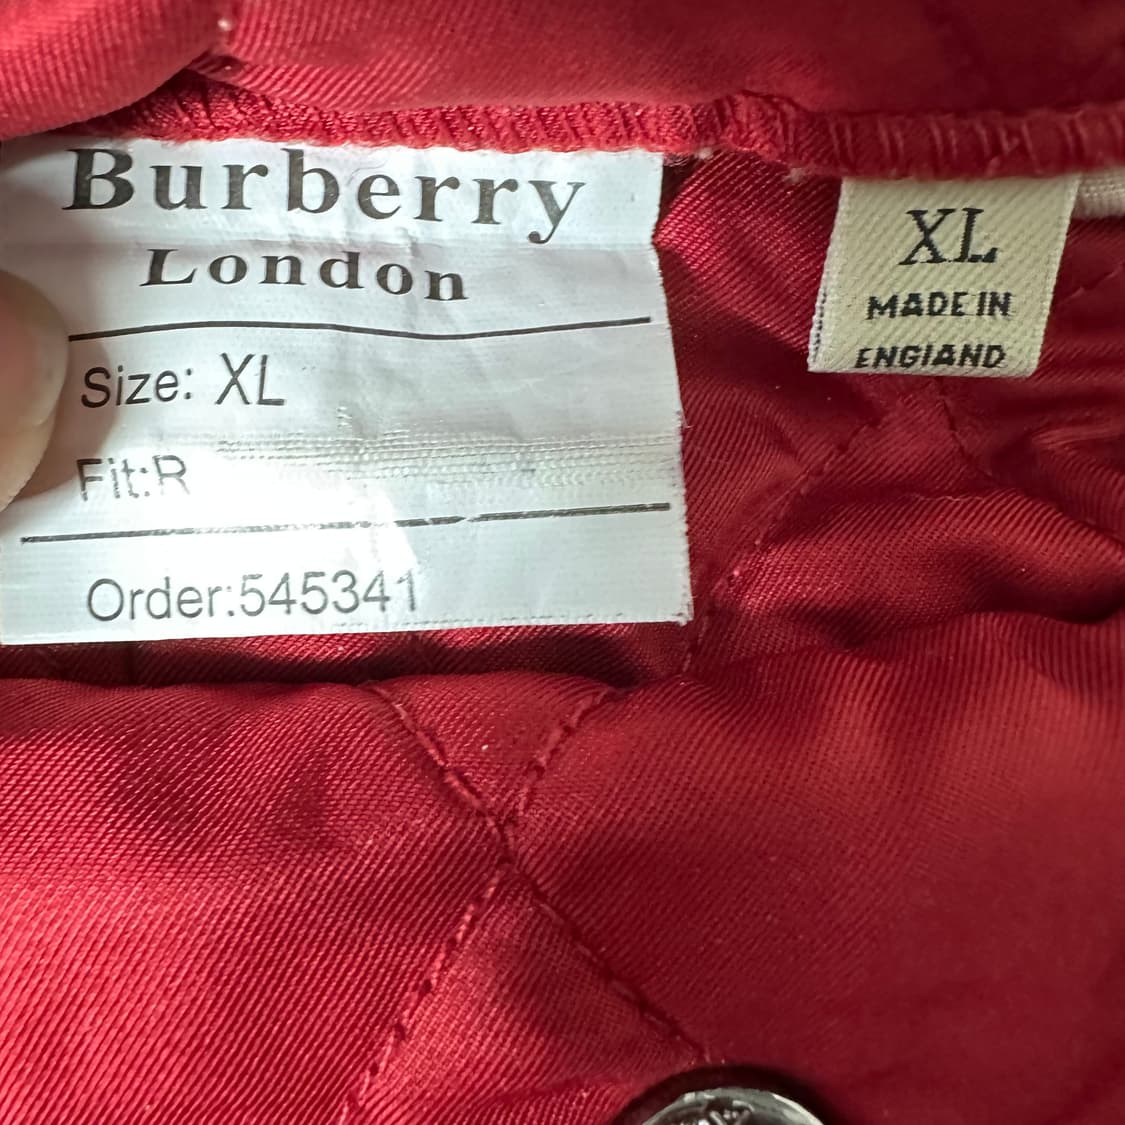 Burberry
London
Size: XL
Fit:R
Order:545341
XL
MADE IN
ENGIAND